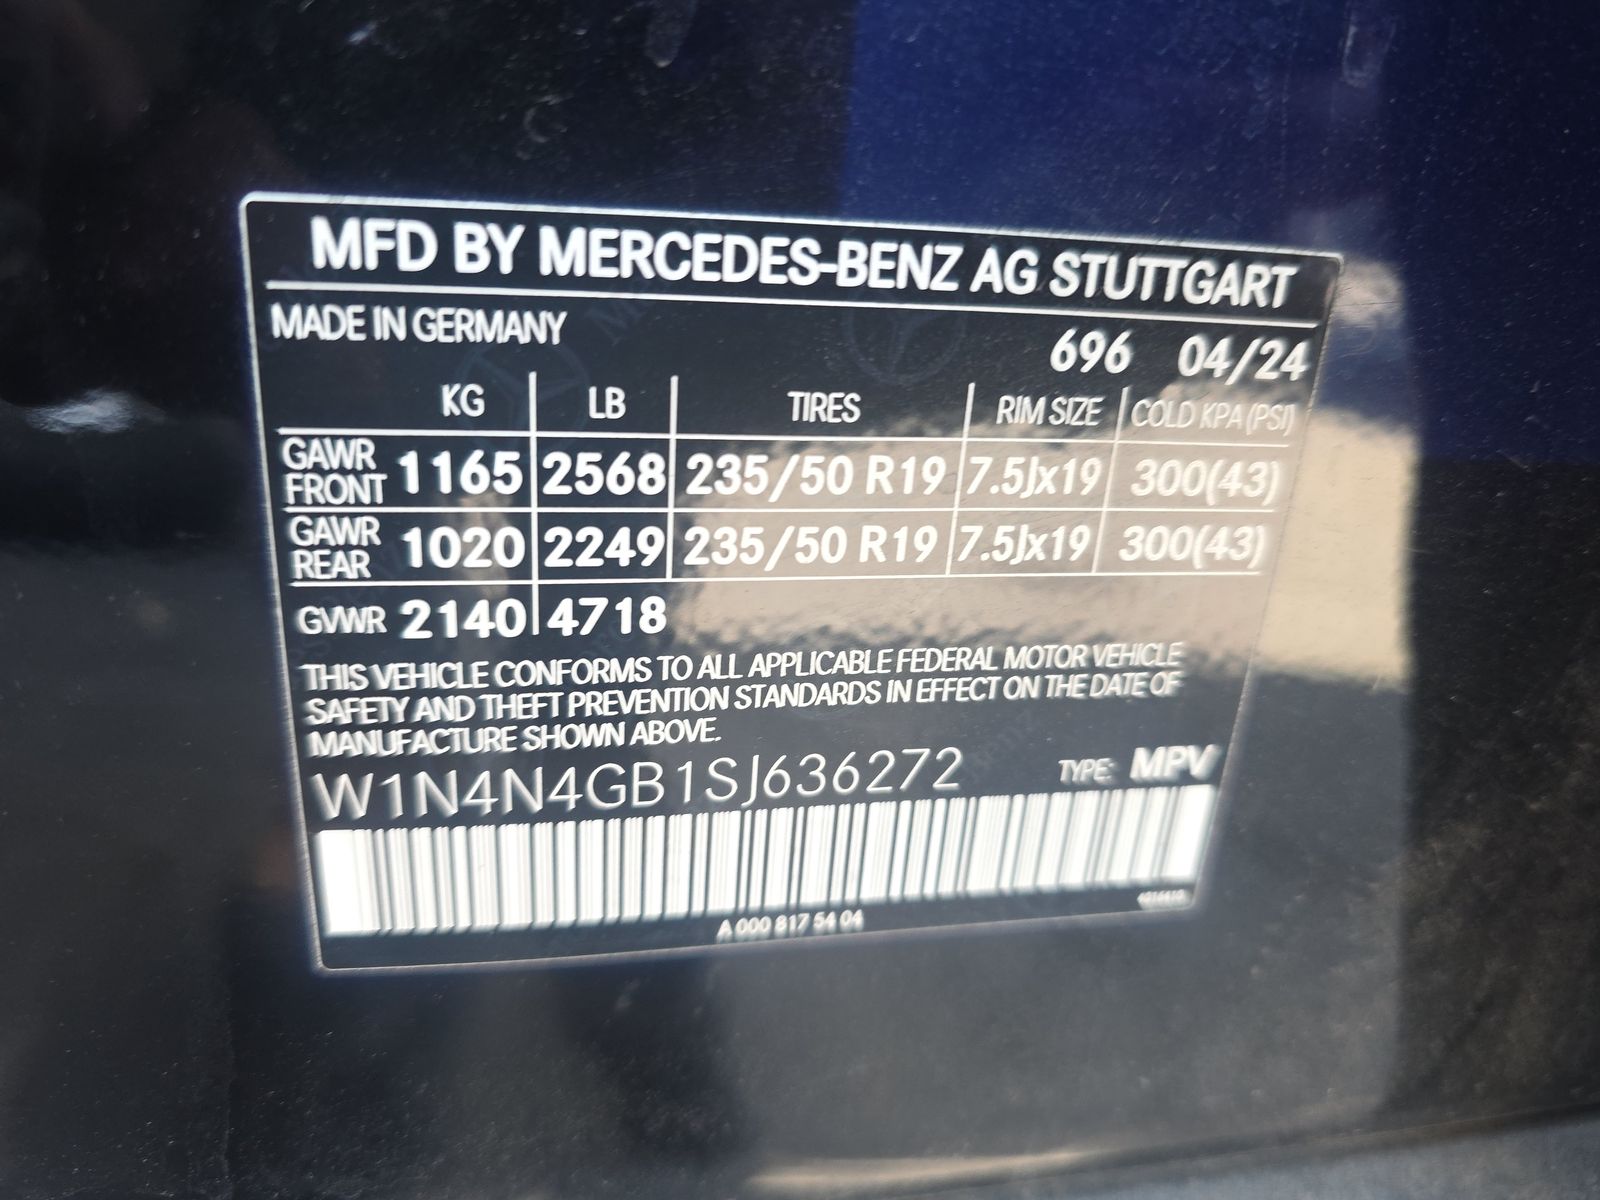 MFD BY MERCEDES-BENZ AG STUTTGART
MADE IN GERMANY
696 04/24
KG LB TIRES RIM SIZE COLD KPA (PSI)
GAWR FRONT 1165 2568 235/50 R19 7.5Jx19 300(43)
GAWR REAR 1020 2249 235/50 R19 7.5Jx19 300(43)
GVWR 2140 4718
THIS VEHICLE CONFORMS TO ALL APPLICABLE FEDERAL MOTOR VEHICLE
SAFETY AND THEFT PREVENTION STANDARDS IN EFFECT ON THE DATE OF
MANUFACTURE SHOWN ABOVE.
W1N4N4GB1SJ636272 TYPE: MPV
A 000 817 54 04